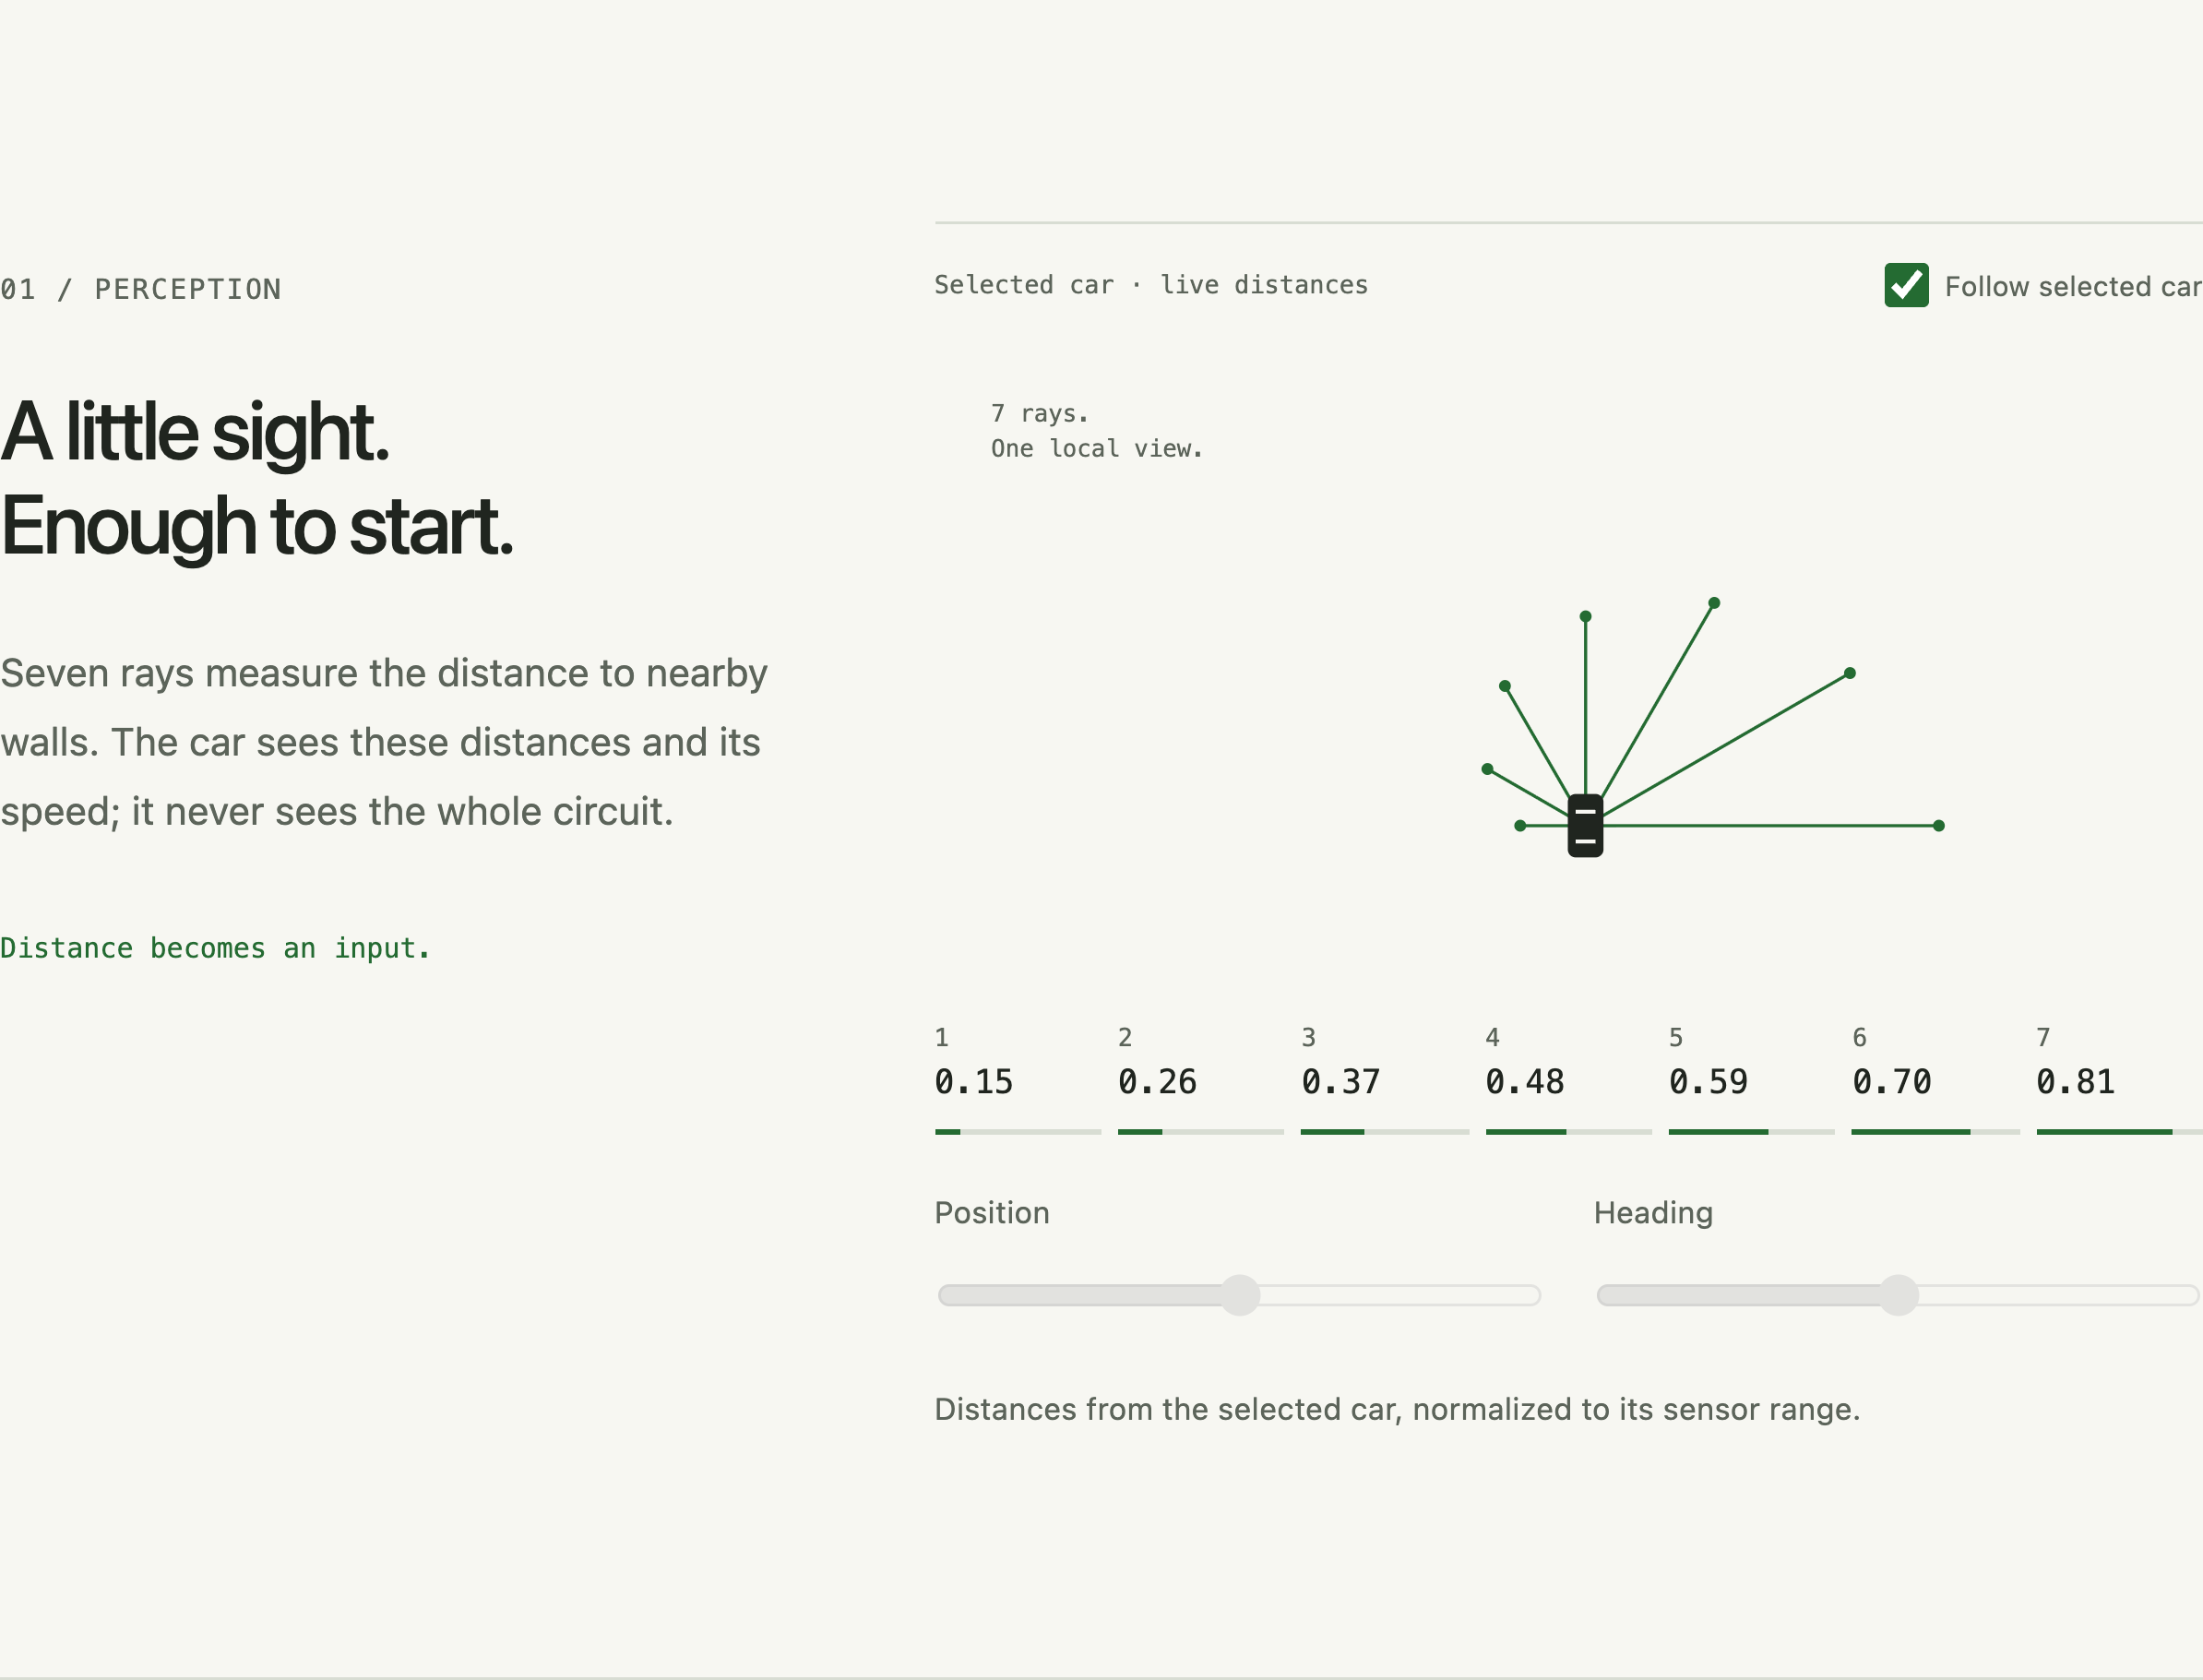 01 / PERCEPTION
A little sight.
Enough to start.
Seven rays measure the distance to nearby
walls. The car sees these distances and its
speed; it never sees the whole circuit.
Distance becomes an input.
Selected car · live distances
Follow selected car
7 rays.
One local view.
1 2 3 4 5 6 7
0.15 0.26 0.37 0.48 0.59 0.70 0.81
Position Heading
Distances from the selected car, normalized to its sensor range.